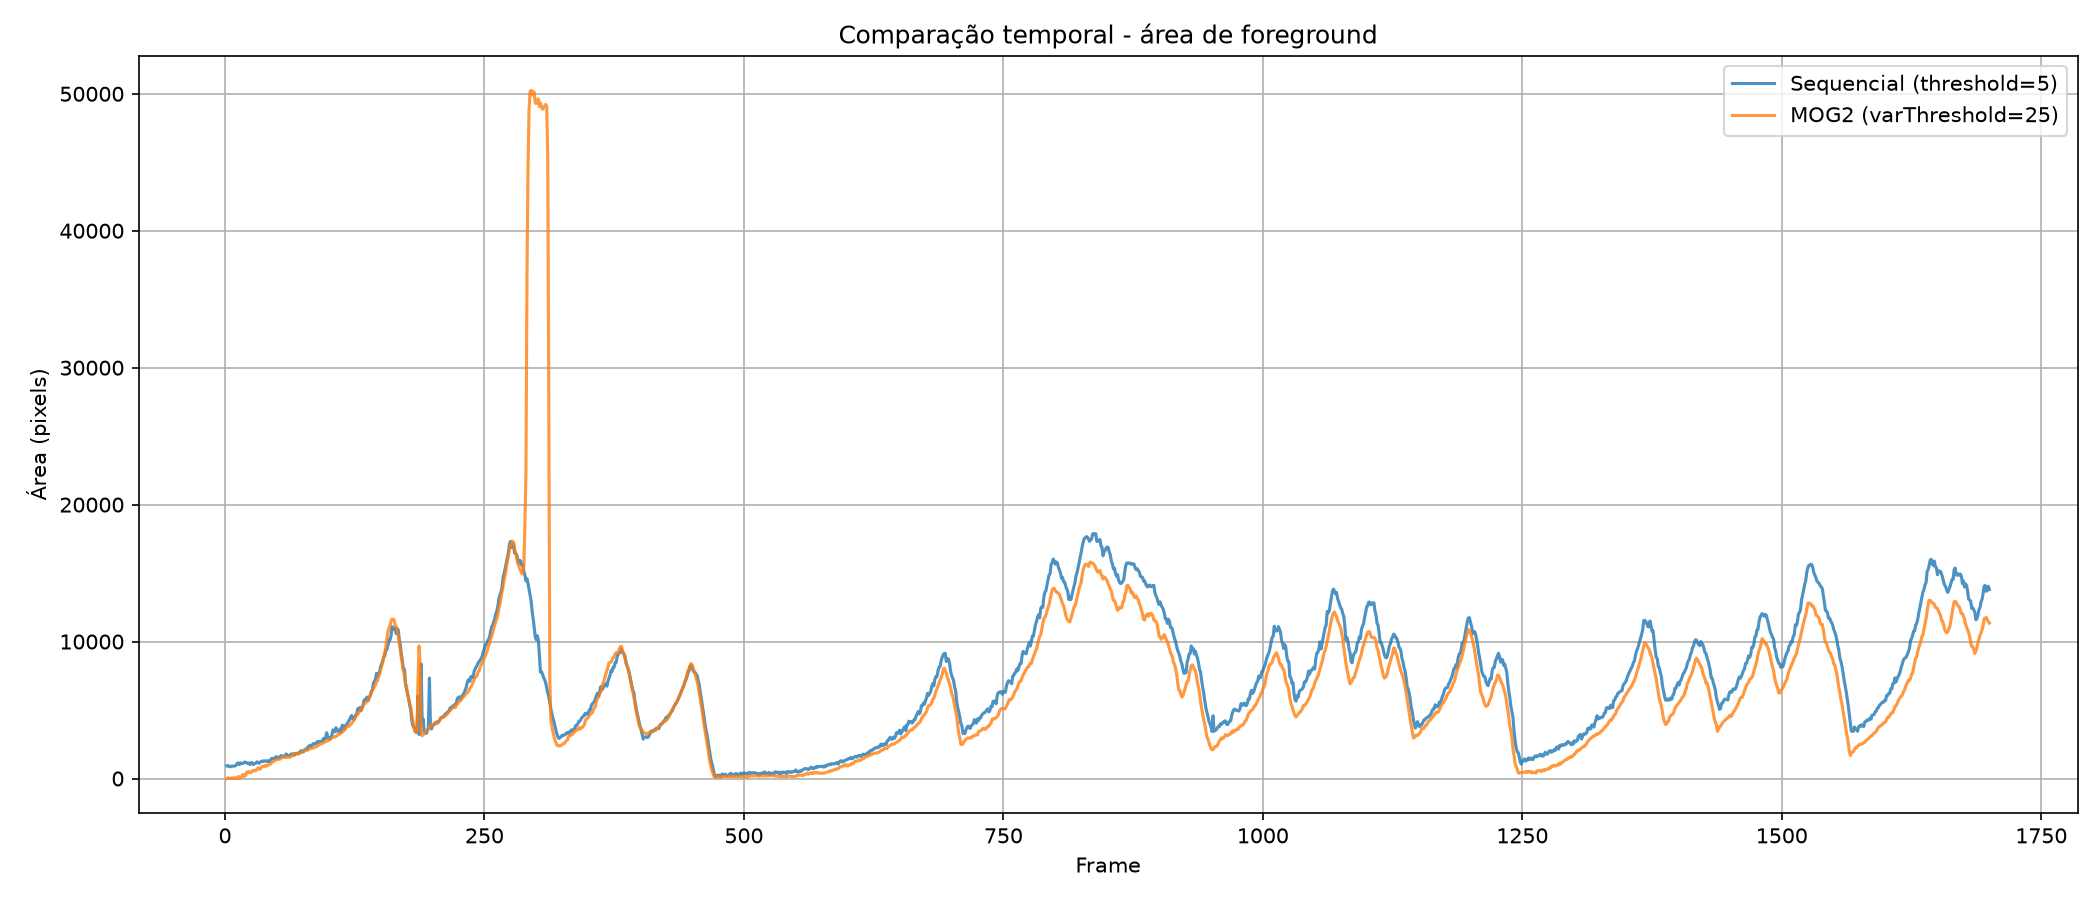 Comparação temporal - área de foreground
Sequencial (threshold=5)
MOG2 (varThreshold=25)
Área (pixels)
50000
40000
30000
20000
10000
0
0 250 500 750 1000 1250 1500 1750
Frame